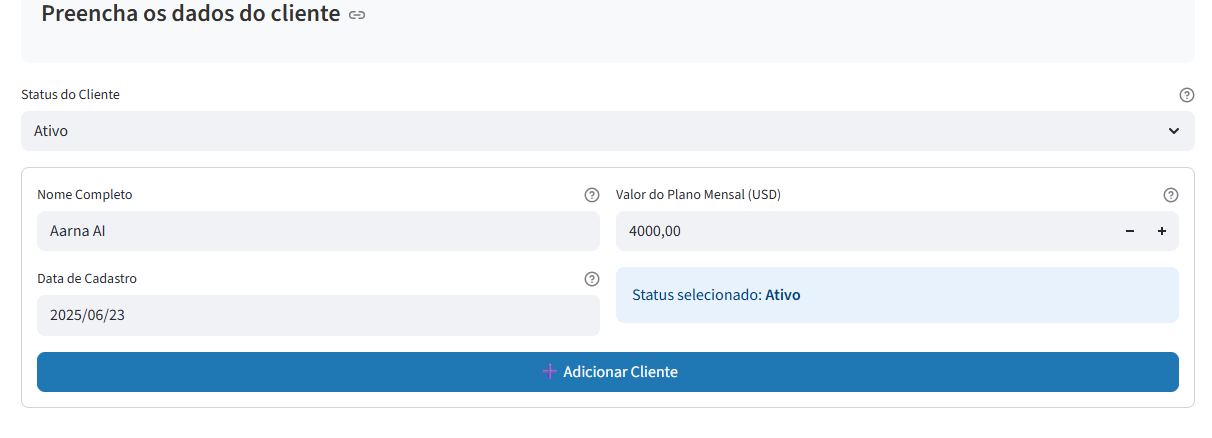 Preencha os dados do cliente
Status do Cliente
Ativo
Nome Completo
Aarna AI
Valor do Plano Mensal (USD)
4000,00
Data de Cadastro
2025/06/23
Status selecionado: Ativo
Adicionar Cliente